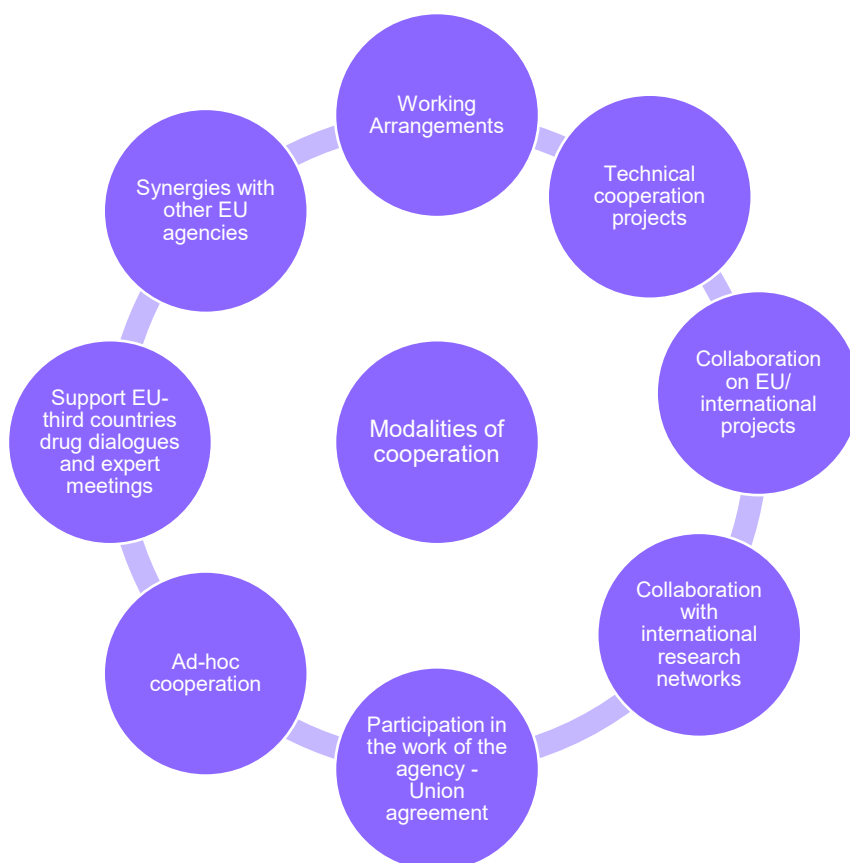 Working
Arrangements
Technical
cooperation
projects
Collaboration
on EU/
international
projects
Collaboration
with
international
research
networks
Participation in
the work of the
agency -
Union
agreement
Ad-hoc
cooperation
Support EU-
third countries
drug dialogues
and expert
meetings
Synergies with
other EU
agencies
Modalities of
cooperation